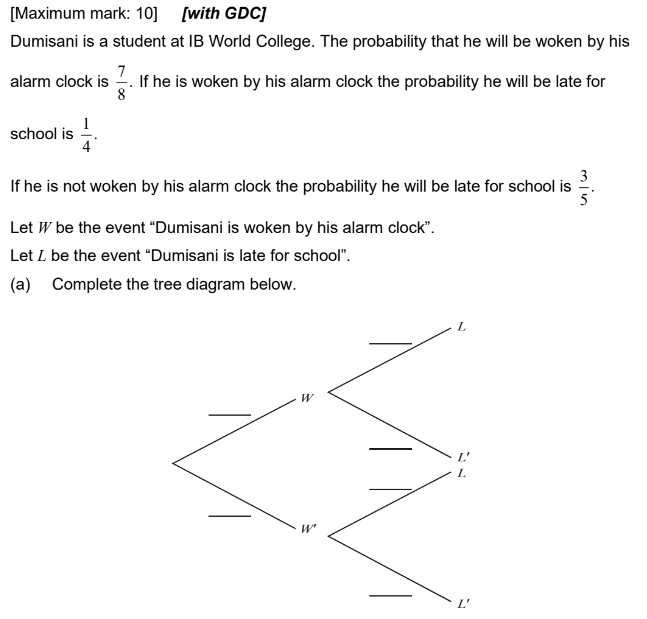 [Maximum mark: 10] [with GDC]
Dumisani is a student at IB World College. The probability that he will be woken by his
alarm clock is 7/8. If he is woken by his alarm clock the probability he will be late for
school is 1/4.
If he is not woken by his alarm clock the probability he will be late for school is 3/5.
Let W be the event “Dumisani is woken by his alarm clock”.
Let L be the event “Dumisani is late for school”.
(a) Complete the tree diagram below.
L
W
L'
L
W'
L'